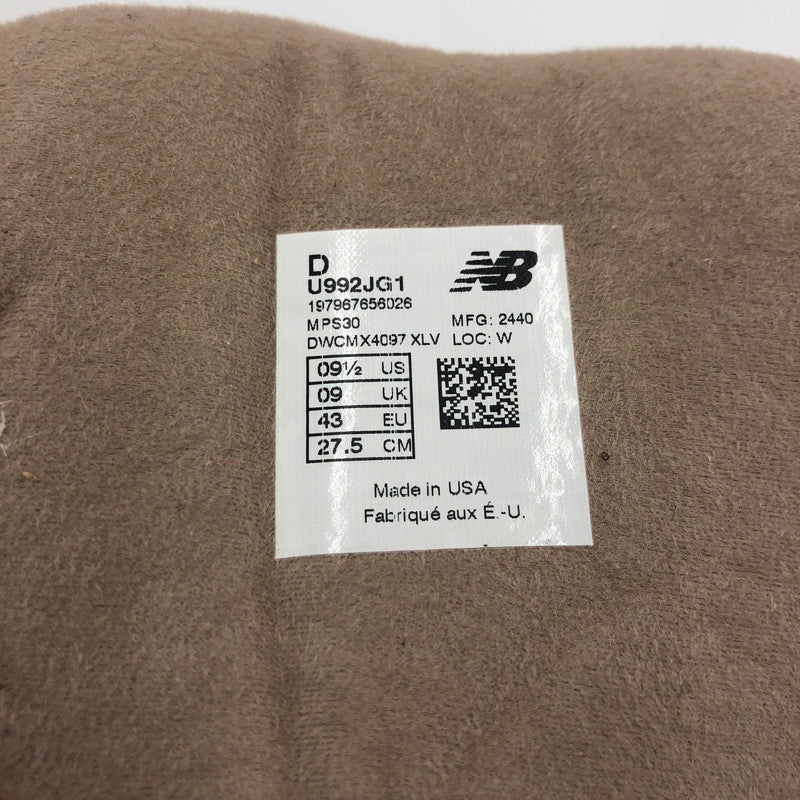 D
NB
U992JG1
197967656026
MPS30 MFG: 2440
DWCMX4097 XLV LOC: W
09½ US
09 UK
43 EU
27.5 CM
Made in USA
Fabriqué aux É.-U.